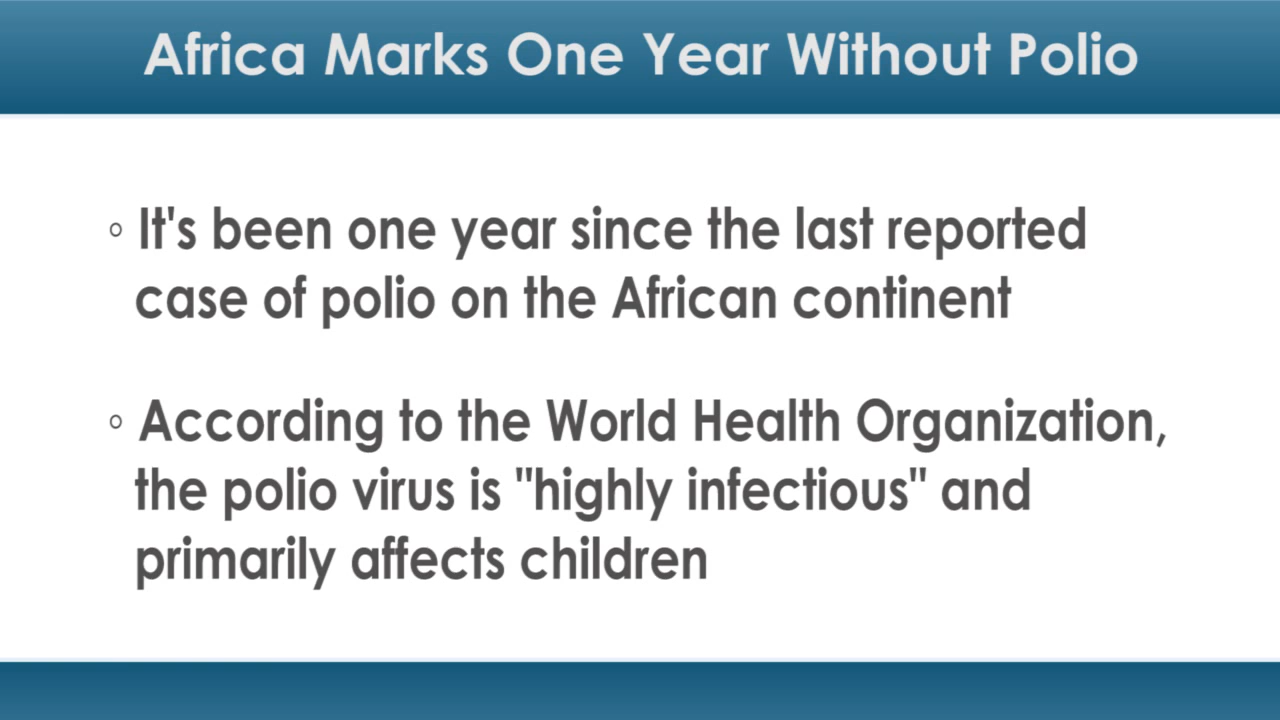 Africa Marks One Year Without Polio
◦ It's been one year since the last reported
case of polio on the African continent
◦ According to the World Health Organization,
the polio virus is "highly infectious" and
primarily affects children